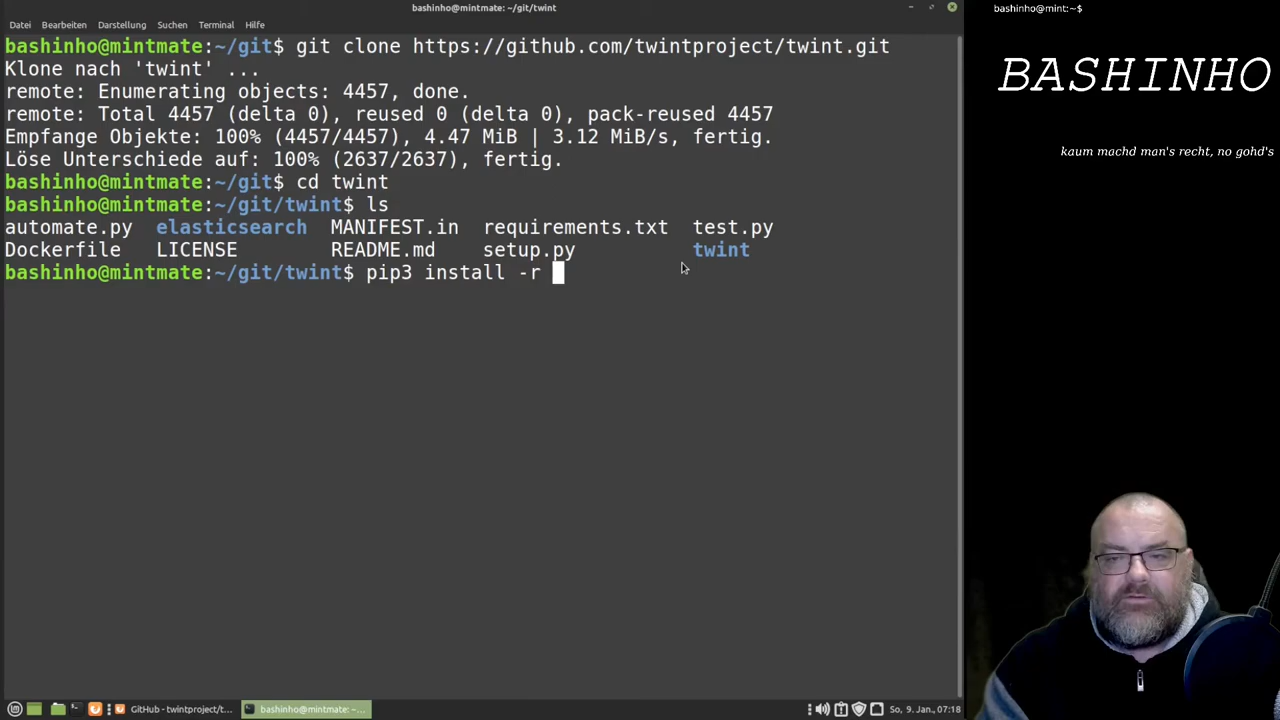 bashinho@mintmate: ~/git/twint
Datei Bearbeiten Darstellung Suchen Terminal Hilfe
bashinho@mintmate:~/git$ git clone https://github.com/twintproject/twint.git
Klone nach 'twint' ...
remote: Enumerating objects: 4457, done.
remote: Total 4457 (delta 0), reused 0 (delta 0), pack-reused 4457
Empfange Objekte: 100% (4457/4457), 4.47 MiB | 3.12 MiB/s, fertig.
Löse Unterschiede auf: 100% (2637/2637), fertig.
bashinho@mintmate:~/git$ cd twint
bashinho@mintmate:~/git/twint$ ls
automate.py elasticsearch MANIFEST.in requirements.txt test.py
Dockerfile LICENSE README.md setup.py twint
bashinho@mintmate:~/git/twint$ pip3 install -r
bashinho@mint:~$
BASHINHO
kaum machd man's recht, no gohd's
GitHub - twintproject/t... bashinho@mintmate: ~... So, 9. Jan., 07:18